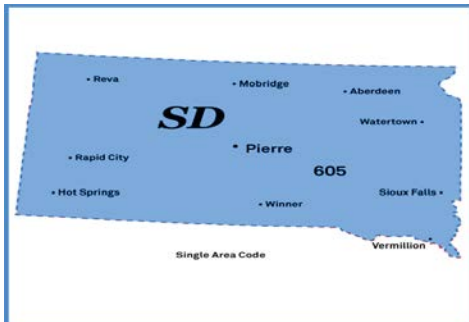 Reva
Mobridge
Aberdeen
SD
Watertown
Pierre
Rapid City
605
Hot Springs
Sioux Falls
Winner
Vermillion
Single Area Code